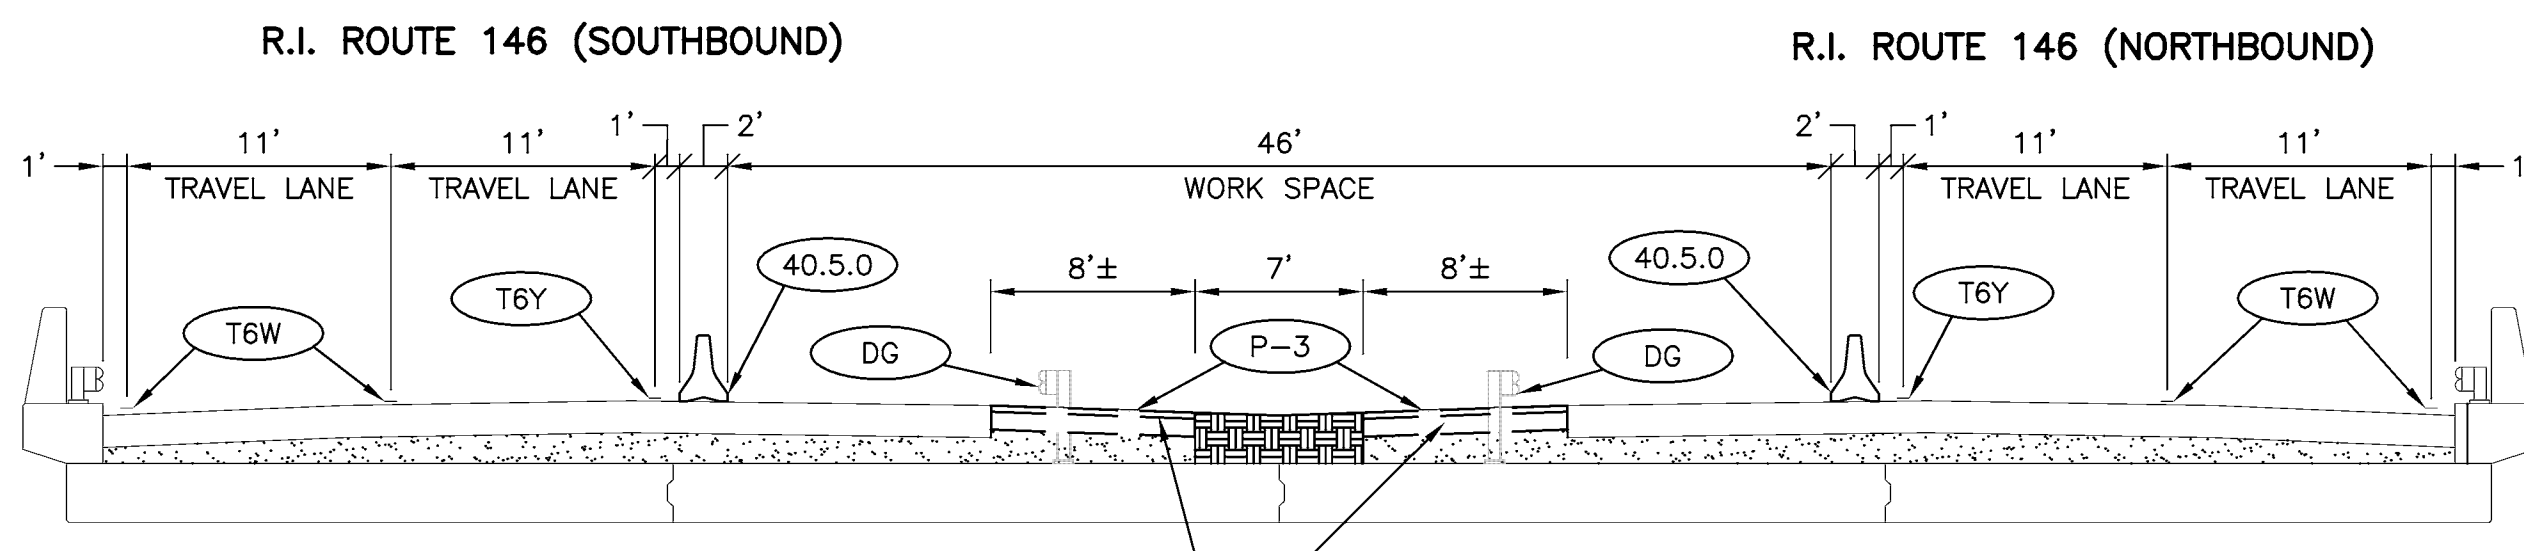 R.I. ROUTE 146 (SOUTHBOUND)
R.I. ROUTE 146 (NORTHBOUND)
1' 11' 11' 1' 2' 46' 2' 1' 11' 11' 1
TRAVEL LANE TRAVEL LANE WORK SPACE TRAVEL LANE TRAVEL LANE
40.5.0 8'± 7' 8'± 40.5.0
T6W T6Y DG P-3 DG T6Y T6W